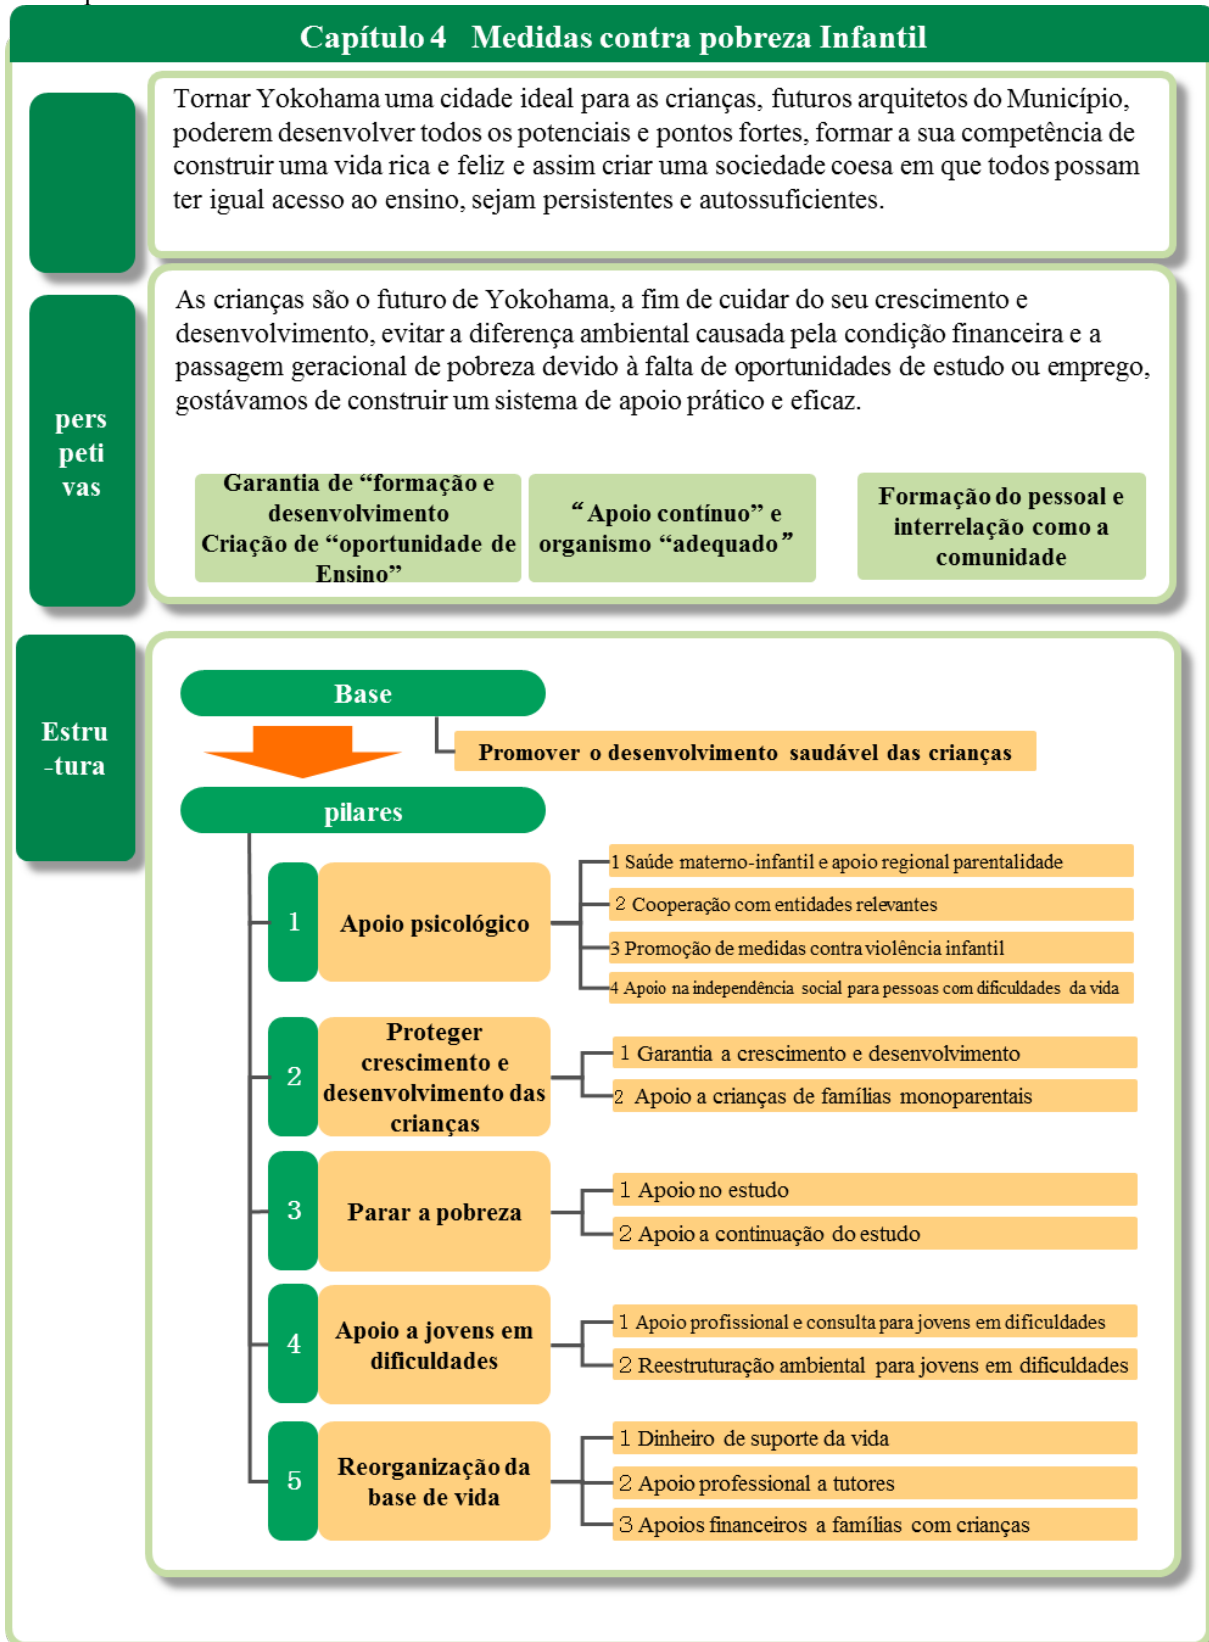 Capítulo 4 Medidas contra pobreza Infantil
Tornar Yokohama uma cidade ideal para as crianças, futuros arquitetos do Município,
poderem desenvolver todos os potenciais e pontos fortes, formar a sua competência de
construir uma vida rica e feliz e assim criar uma sociedade coesa em que todos possam
ter igual acesso ao ensino, sejam persistentes e autossuficientes.
pers
peti
vas
As crianças são o futuro de Yokohama, a fim de cuidar do seu crescimento e
desenvolvimento, evitar a diferença ambiental causada pela condição financeira e a
passagem geracional de pobreza devido à falta de oportunidades de estudo ou emprego,
gostávamos de construir um sistema de apoio prático e eficaz.
Garantia de “formação e
desenvolvimento
Criação de “oportunidade de
Ensino”
“Apoio contínuo” e
organismo “adequado”
Formação do pessoal e
interrelação como a
comunidade
Estru
-tura
Base
Promover o desenvolvimento saudável das crianças
pilares
1
Apoio psicológico
1 Saúde materno-infantil e apoio regional parentalidade
2 Cooperação com entidades relevantes
3 Promoção de medidas contra violência infantil
4 Apoio na independência social para pessoas com dificuldades da vida
2
Proteger
crescimento e
desenvolvimento das
crianças
1 Garantia a crescimento e desenvolvimento
2 Apoio a crianças de famílias monoparentais
3
Parar a pobreza
1 Apoio no estudo
2 Apoio a continuação do estudo
4
Apoio a jovens em
dificuldades
1 Apoio profissional e consulta para jovens em dificuldades
2 Reestruturação ambiental para jovens em dificuldades
5
Reorganização da
base de vida
1 Dinheiro de suporte da vida
2 Apoio professional a tutores
3 Apoios financeiros a famílias com crianças